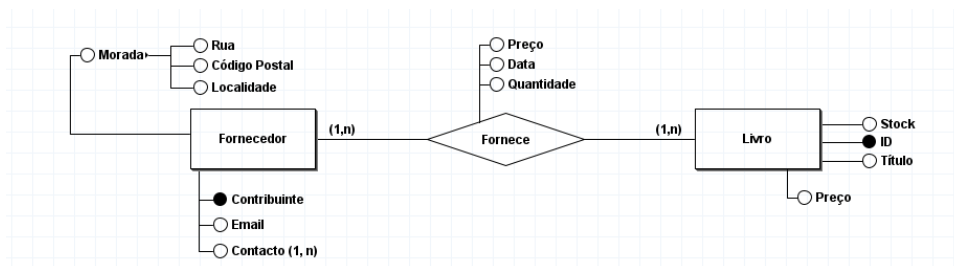 Morada
Rua
Código Postal
Localidade
Preço
Data
Quantidade
Fornecedor
(1,n)
Fornece
(1,n)
Livro
Stock
ID
Título
Preço
Contribuinte
Email
Contacto (1, n)